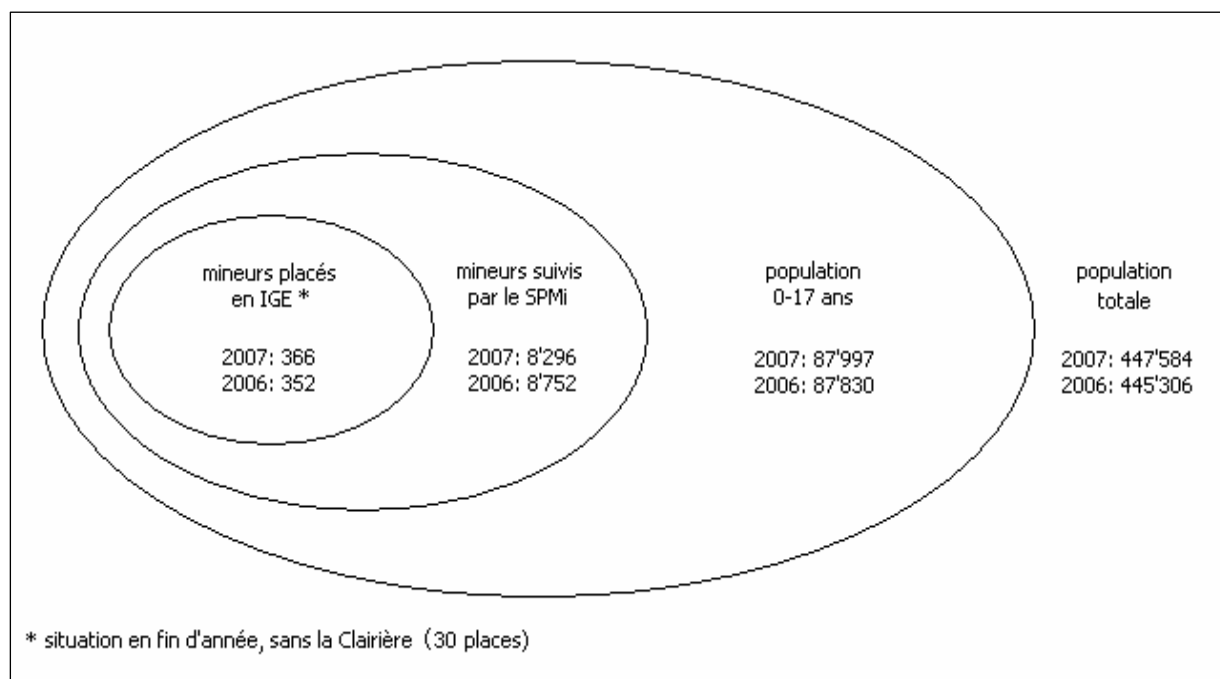 mineurs placés
en IGE *
2007: 366
2006: 352
mineurs suivis
par le SPMi
2007: 8'296
2006: 8'752
population
0-17 ans
2007: 87'997
2006: 87'830
population
totale
2007: 447'584
2006: 445'306
* situation en fin d'année, sans la Clairière (30 places)